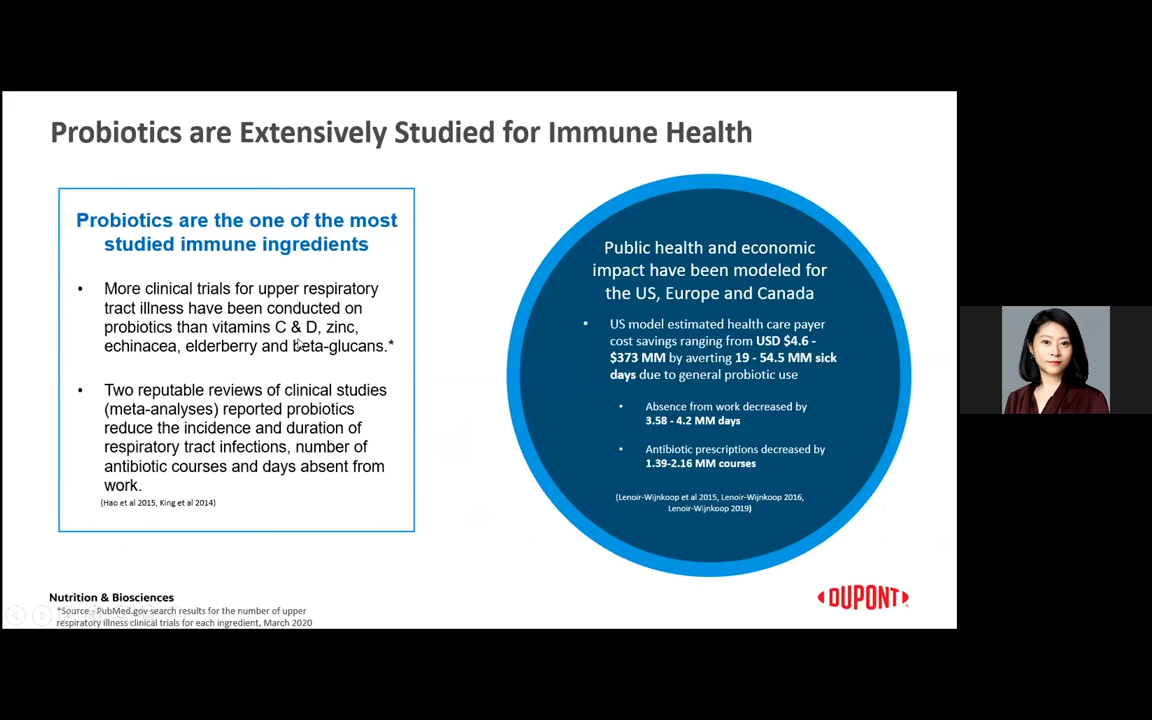 Probiotics are Extensively Studied for Immune Health
Probiotics are the one of the most
studied immune ingredients
• More clinical trials for upper respiratory
tract illness have been conducted on
probiotics than vitamins C & D, zinc,
echinacea, elderberry and beta-glucans.*
• Two reputable reviews of clinical studies
(meta-analyses) reported probiotics
reduce the incidence and duration of
respiratory tract infections, number of
antibiotic courses and days absent from
work.
(Hao et al 2015, King et al 2014)
Public health and economic
impact have been modeled for
the US, Europe and Canada
• US model estimated health care payer
cost savings ranging from USD $4.6 -
$373 MM by averting 19 - 54.5 MM sick
days due to general probiotic use
• Absence from work decreased by
3.58 - 4.2 MM days
• Antibiotic prescriptions decreased by
1.39-2.16 MM courses
(Lenoir-Wijnkoop et al 2015, Lenoir-Wijnkoop 2016,
Lenoir-Wijnkoop 2019)
Nutrition & Biosciences
*Source - PubMed.gov search results for the number of upper
respiratory illness clinical trials for each ingredient, March 2020
DUPONT